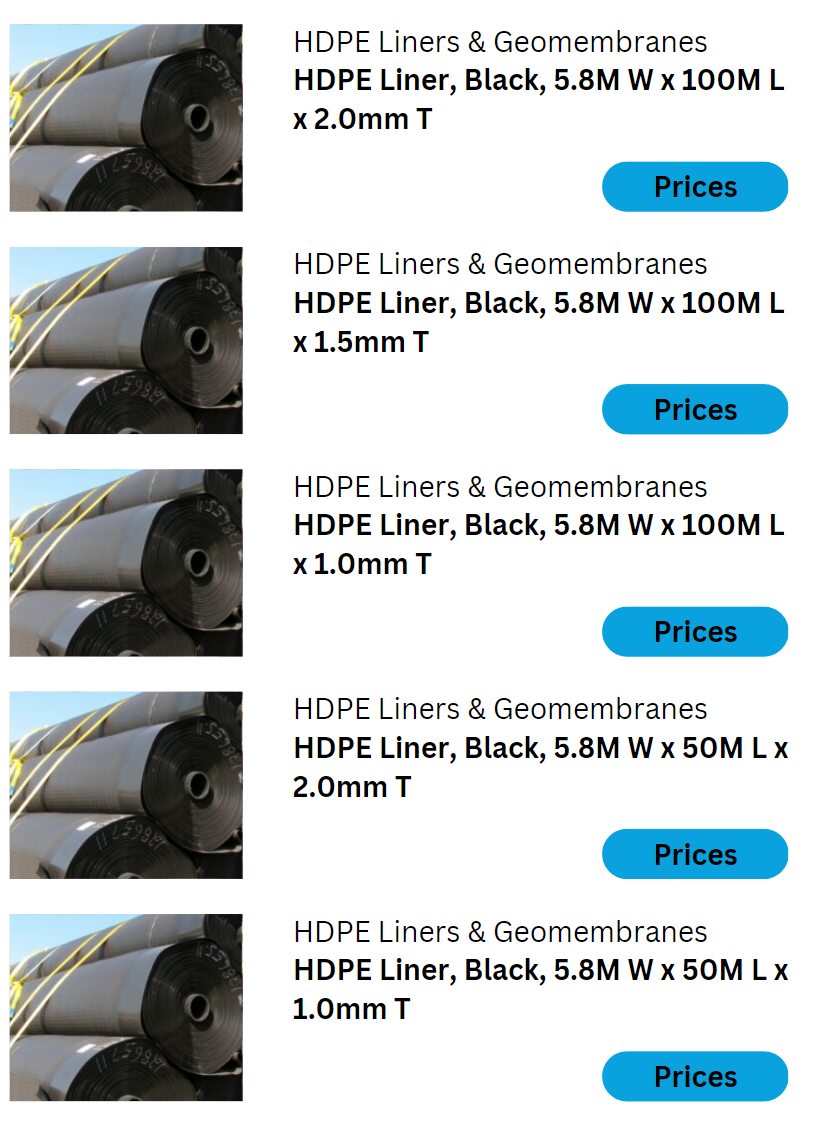 HDPE Liners & Geomembranes
HDPE Liner, Black, 5.8M W x 100M L
x 2.0mm T
Prices
HDPE Liners & Geomembranes
HDPE Liner, Black, 5.8M W x 100M L
x 1.5mm T
Prices
HDPE Liners & Geomembranes
HDPE Liner, Black, 5.8M W x 100M L
x 1.0mm T
Prices
HDPE Liners & Geomembranes
HDPE Liner, Black, 5.8M W x 50M L x
2.0mm T
Prices
HDPE Liners & Geomembranes
HDPE Liner, Black, 5.8M W x 50M L x
1.0mm T
Prices